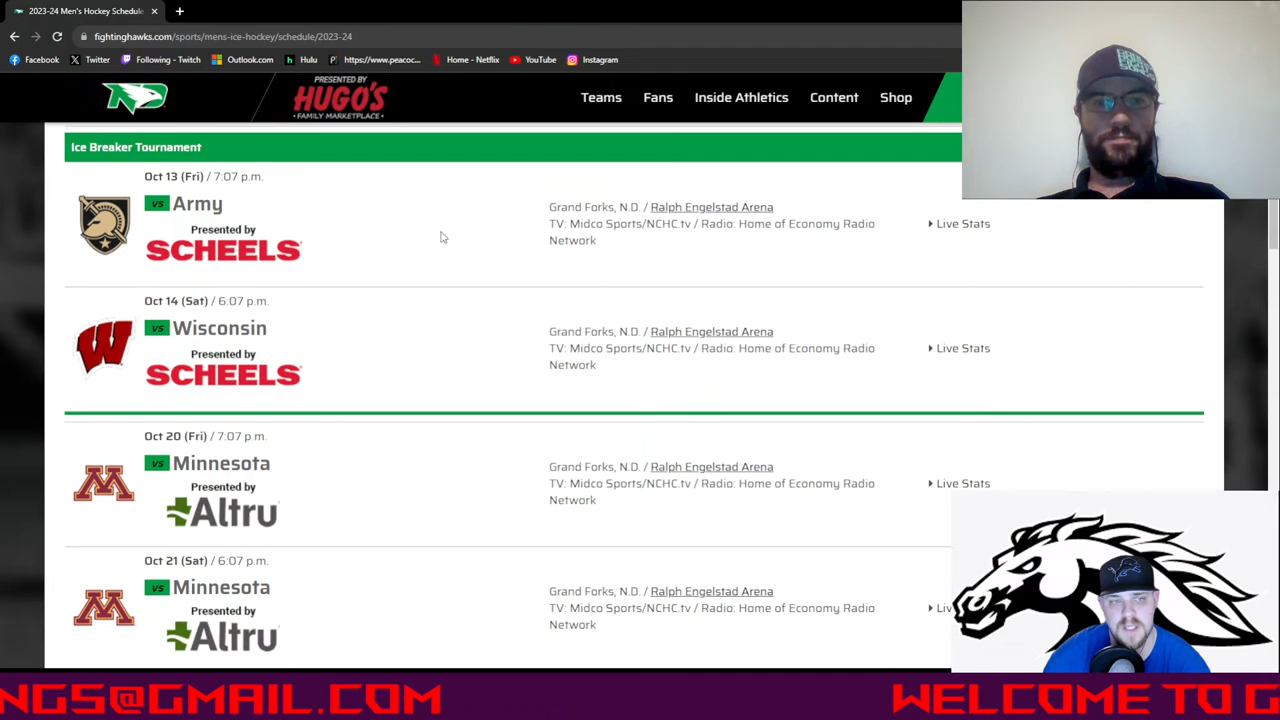 2023-24 Men's Hockey Schedule
fightinghawks.com/sports/mens-ice-hockey/schedule/2023-24
Facebook
Twitter
Following - Twitch
Outlook.com
Hulu
https://www.peacoc...
Home - Netflix
YouTube
Instagram
PRESENTED BY
HUGO'S
FAMILY MARKETPLACE
Teams
Fans
Inside Athletics
Content
Shop
Ice Breaker Tournament
Oct 13 (Fri) / 7:07 p.m.
vs Army
Presented by
SCHEELS
Grand Forks, N.D. / Ralph Engelstad Arena
TV: Midco Sports/NCHC.tv / Radio: Home of Economy Radio
Network
Live Stats
Oct 14 (Sat) / 6:07 p.m.
vs Wisconsin
Presented by
SCHEELS
Grand Forks, N.D. / Ralph Engelstad Arena
TV: Midco Sports/NCHC.tv / Radio: Home of Economy Radio
Network
Live Stats
Oct 20 (Fri) / 7:07 p.m.
vs Minnesota
Presented by
Altru
Grand Forks, N.D. / Ralph Engelstad Arena
TV: Midco Sports/NCHC.tv / Radio: Home of Economy Radio
Network
Live Stats
Oct 21 (Sat) / 6:07 p.m.
vs Minnesota
Presented by
Altru
Grand Forks, N.D. / Ralph Engelstad Arena
TV: Midco Sports/NCHC.tv / Radio: Home of Economy Radio
Network
NGS@GMAIL.COM
WELCOME TO G